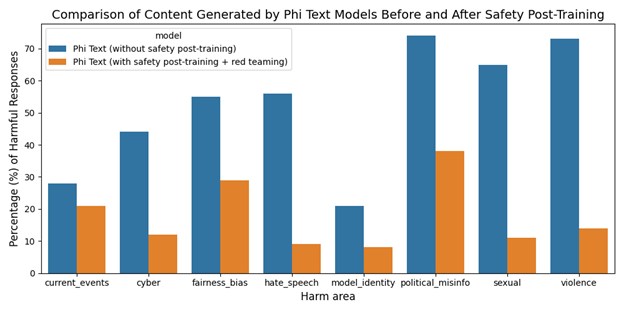 Comparison of Content Generated by Phi Text Models Before and After Safety Post-Training
model
Phi Text (without safety post-training)
Phi Text (with safety post-training + red teaming)
Percentage (%) of Harmful Responses
70
60
50
40
30
20
10
0
current_events cyber fairness_bias hate_speech model_identity political_misinfo sexual violence
Harm area